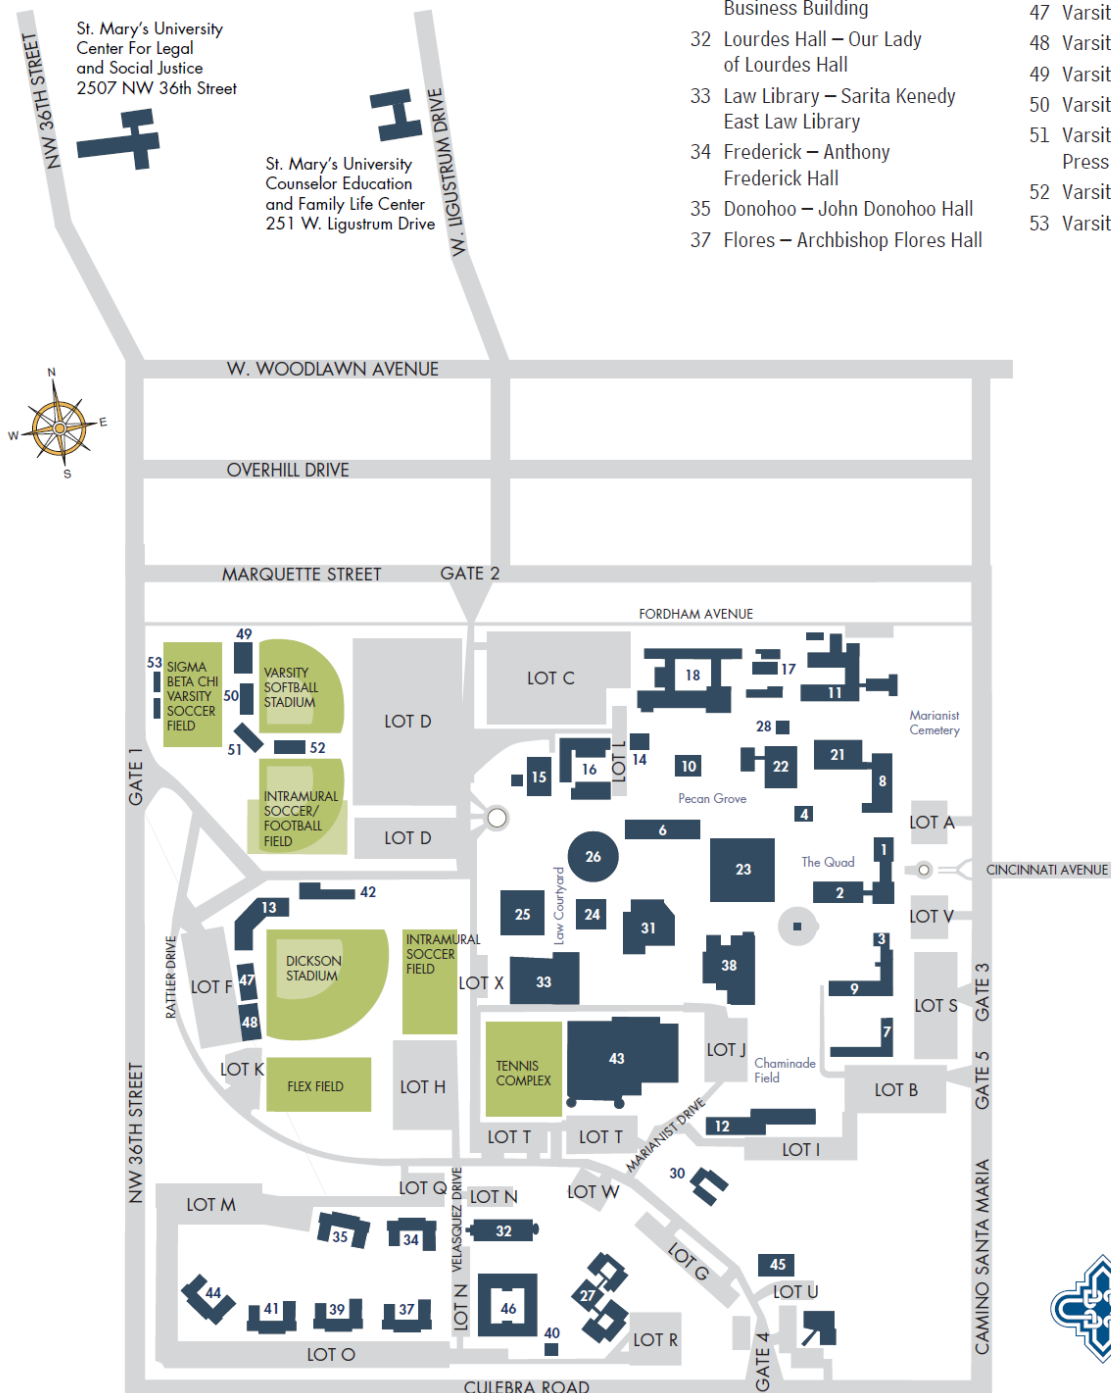 St. Mary's University
Center For Legal
and Social Justice
2507 NW 36th Street
St. Mary's University
Counselor Education
and Family Life Center
251 W. Ligustrum Drive
NW 36TH STREET
W. LIGUSTRUM DRIVE
Business Building
32 Lourdes Hall – Our Lady
of Lourdes Hall
33 Law Library – Sarita Kenedy
East Law Library
34 Frederick – Anthony
Frederick Hall
35 Donohoo – John Donohoo Hall
37 Flores – Archbishop Flores Hall
47 Varsit
48 Varsit
49 Varsit
50 Varsit
51 Varsit
Press
52 Varsit
53 Varsit
N
W
E
S
W. WOODLAWN AVENUE
OVERHILL DRIVE
MARQUETTE STREET
GATE 2
FORDHAM AVENUE
49
53
SIGMA
BETA CHI
VARSITY
SOCCER
FIELD
50
51
52
VARSITY
SOFTBALL
STADIUM
LOT D
LOT C
18
17
11
28
Marianist
Cemetery
GATE 1
INTRAMURAL
SOCCER/
FOOTBALL
FIELD
LOT D
15
16
LOT L
14
10
22
21
8
Pecan Grove
4
6
LOT A
26
23
The Quad
1
2
CINCINNATI AVENUE
42
13
25
Law Courtyard
24
31
LOT V
RATTLER DRIVE
LOT F
47
48
DICKSON
STADIUM
INTRAMURAL
SOCCER
FIELD
LOT X
33
38
3
9
LOT S
GATE 3
LOT K
FLEX FIELD
LOT H
TENNIS
COMPLEX
43
LOT J
Chaminade
Field
7
LOT B
GATE 5
NW 36TH STREET
LOT T
LOT T
MARIANIST DRIVE
12
LOT I
30
LOT M
LOT Q
VELASQUEZ DRIVE
LOT N
LOT W
35
34
32
LOT G
45
LOT U
CAMINO SANTA MARIA
44
41
39
37
LOT N
46
27
40
LOT R
LOT O
GATE 4
CULEBRA ROAD